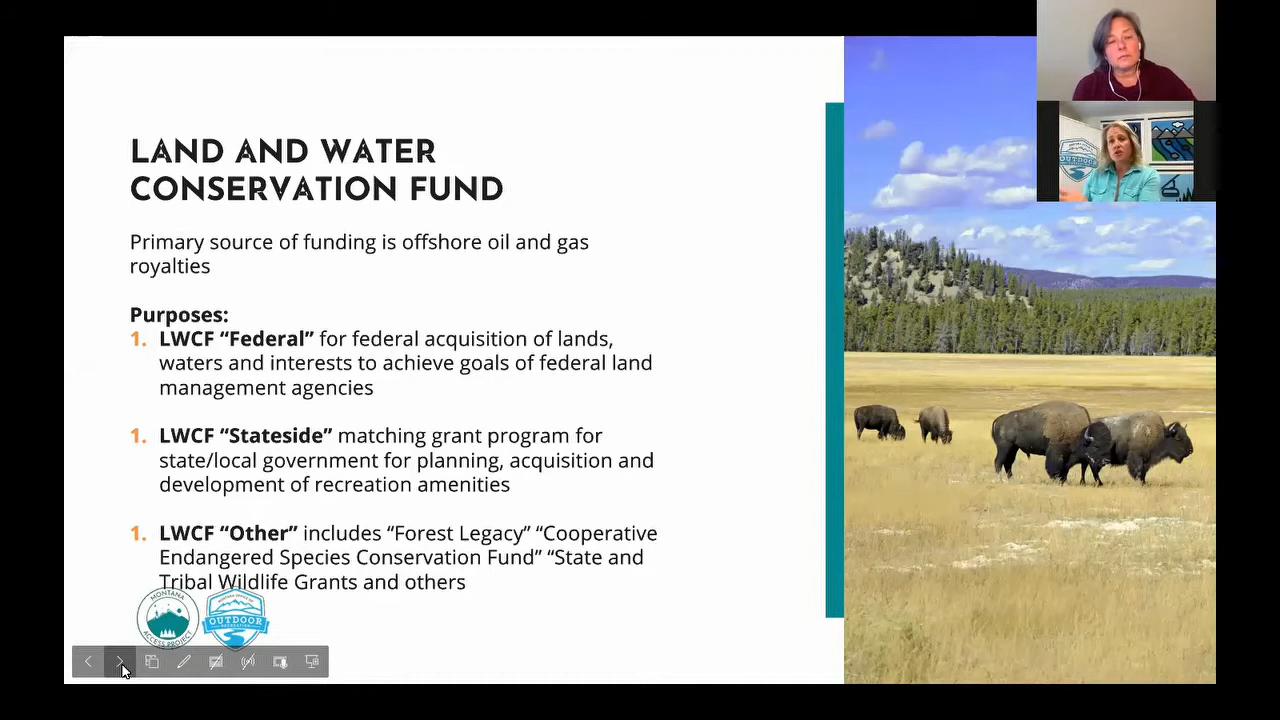 LAND AND WATER
CONSERVATION FUND
Primary source of funding is offshore oil and gas
royalties
Purposes:
1. LWCF “Federal” for federal acquisition of lands,
waters and interests to achieve goals of federal land
management agencies
1. LWCF “Stateside” matching grant program for
state/local government for planning, acquisition and
development of recreation amenities
1. LWCF “Other” includes “Forest Legacy” “Cooperative
Endangered Species Conservation Fund” “State and
Tribal Wildlife Grants and others
MONTANA
ACCESS PROJECT
OUTDOOR
RECREATION
OUTDOOR